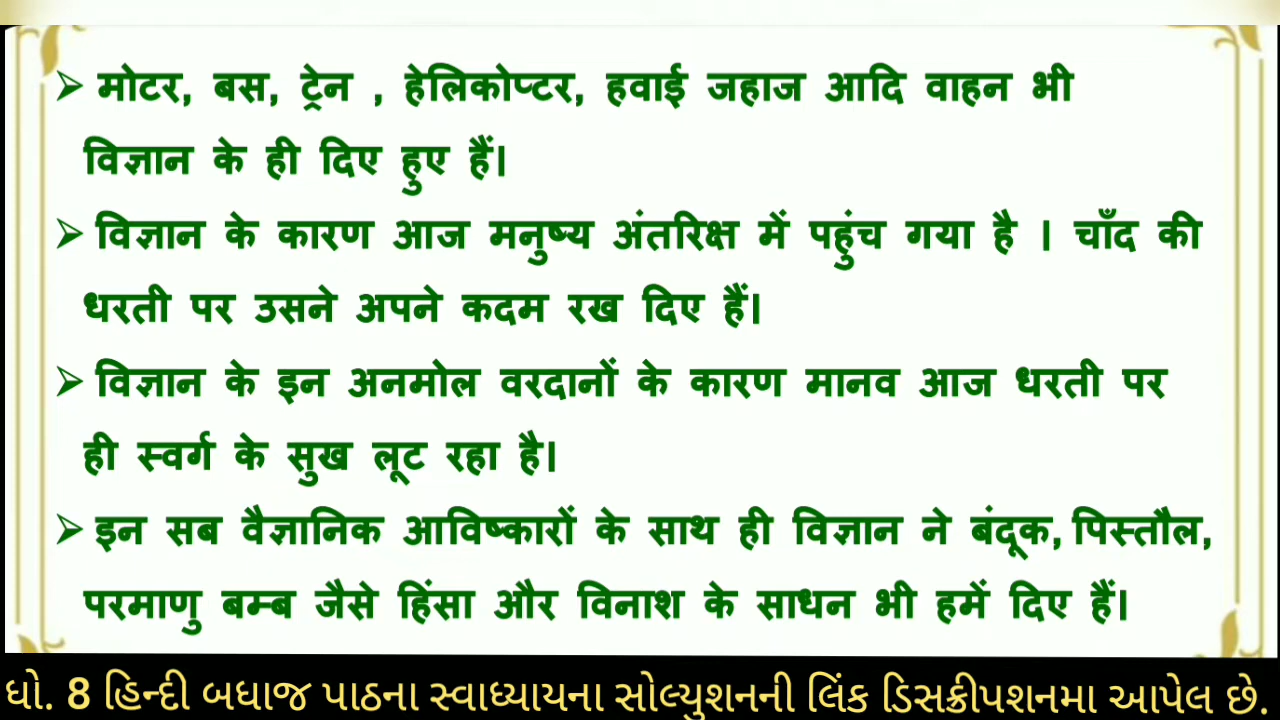 ➢ मोटर, बस, ट्रेन , हेलिकोप्टर, हवाई जहाज आदि वाहन भी
विज्ञान के ही दिए हुए हैं।
➢ विज्ञान के कारण आज मनुष्य अंतरिक्ष में पहुंच गया है । चाँद की
धरती पर उसने अपने कदम रख दिए हैं।
➢ विज्ञान के इन अनमोल वरदानों के कारण मानव आज धरती पर
ही स्वर्ग के सुख लूट रहा है।
➢ इन सब वैज्ञानिक आविष्कारों के साथ ही विज्ञान ने बंदूक, पिस्तौल,
परमाणु बम्ब जैसे हिंसा और विनाश के साधन भी हमें दिए हैं।
ધો. 8 હિન્દી બધાજ પાઠના સ્વાધ્યાયના સોલ્યુશનની લિંક ડિસક્રીપશનમા આપેલ છે.